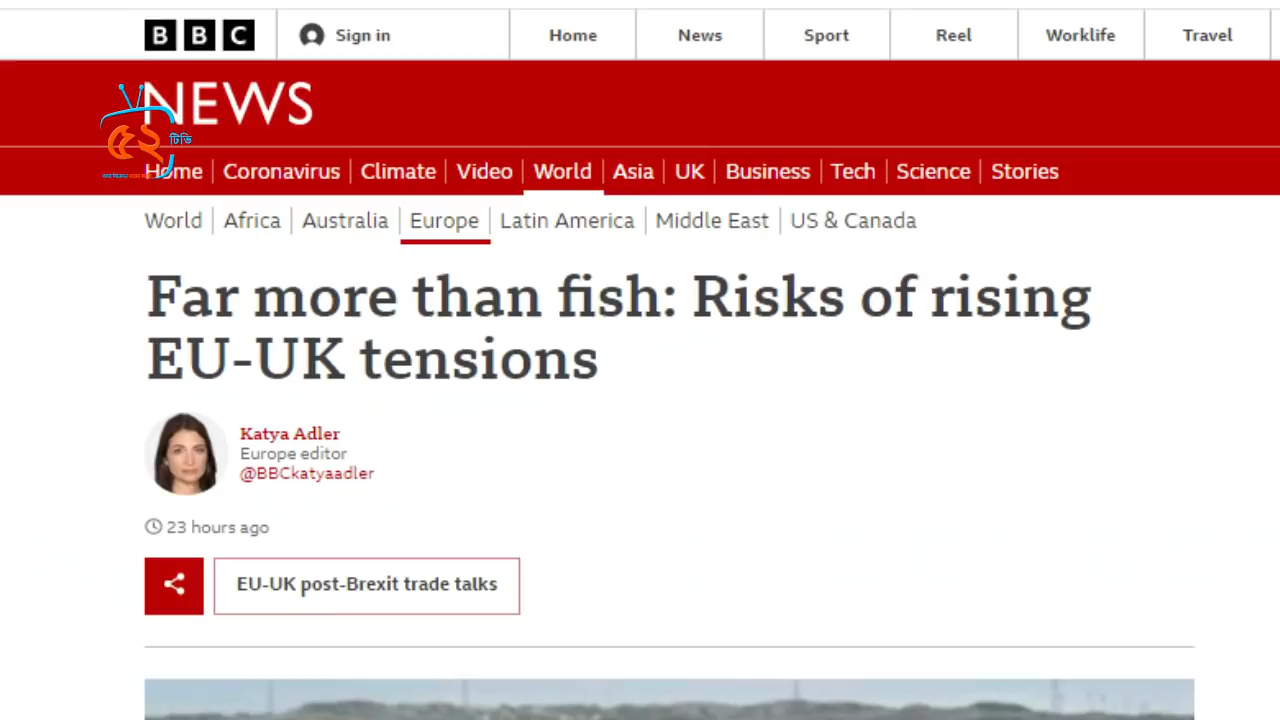 BBC
Sign in
Home
News
Sport
Reel
Worklife
Travel
NEWS
টিভি
Home
Coronavirus
Climate
Video
World
Asia
UK
Business
Tech
Science
Stories
World
Africa
Australia
Europe
Latin America
Middle East
US & Canada
Far more than fish: Risks of rising
EU-UK tensions
Katya Adler
Europe editor
@BBCkatyaadler
23 hours ago
EU-UK post-Brexit trade talks